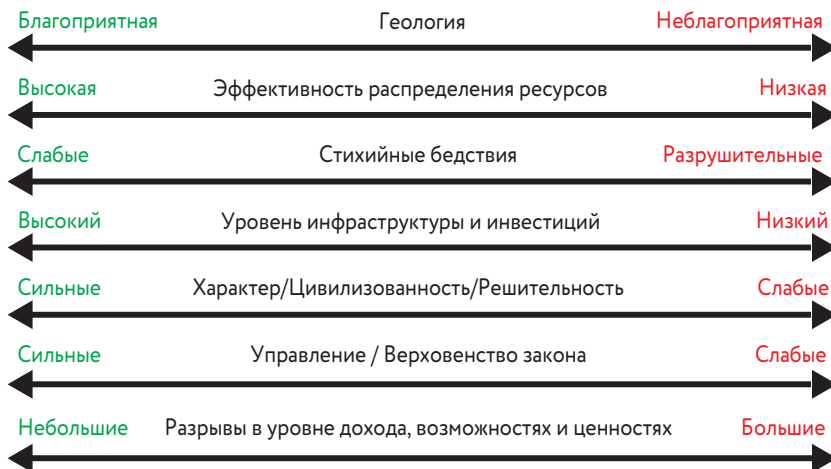 Благоприятная Геология Неблагоприятная
Высокая Эффективность распределения ресурсов Низкая
Слабые Стихийные бедствия Разрушительные
Высокий Уровень инфраструктуры и инвестиций Низкий
Сильные Характер/Цивилизованность/Решительность Слабые
Сильные Управление / Верховенство закона Слабые
Небольшие Разрывы в уровне дохода, возможностях и ценностях Большие